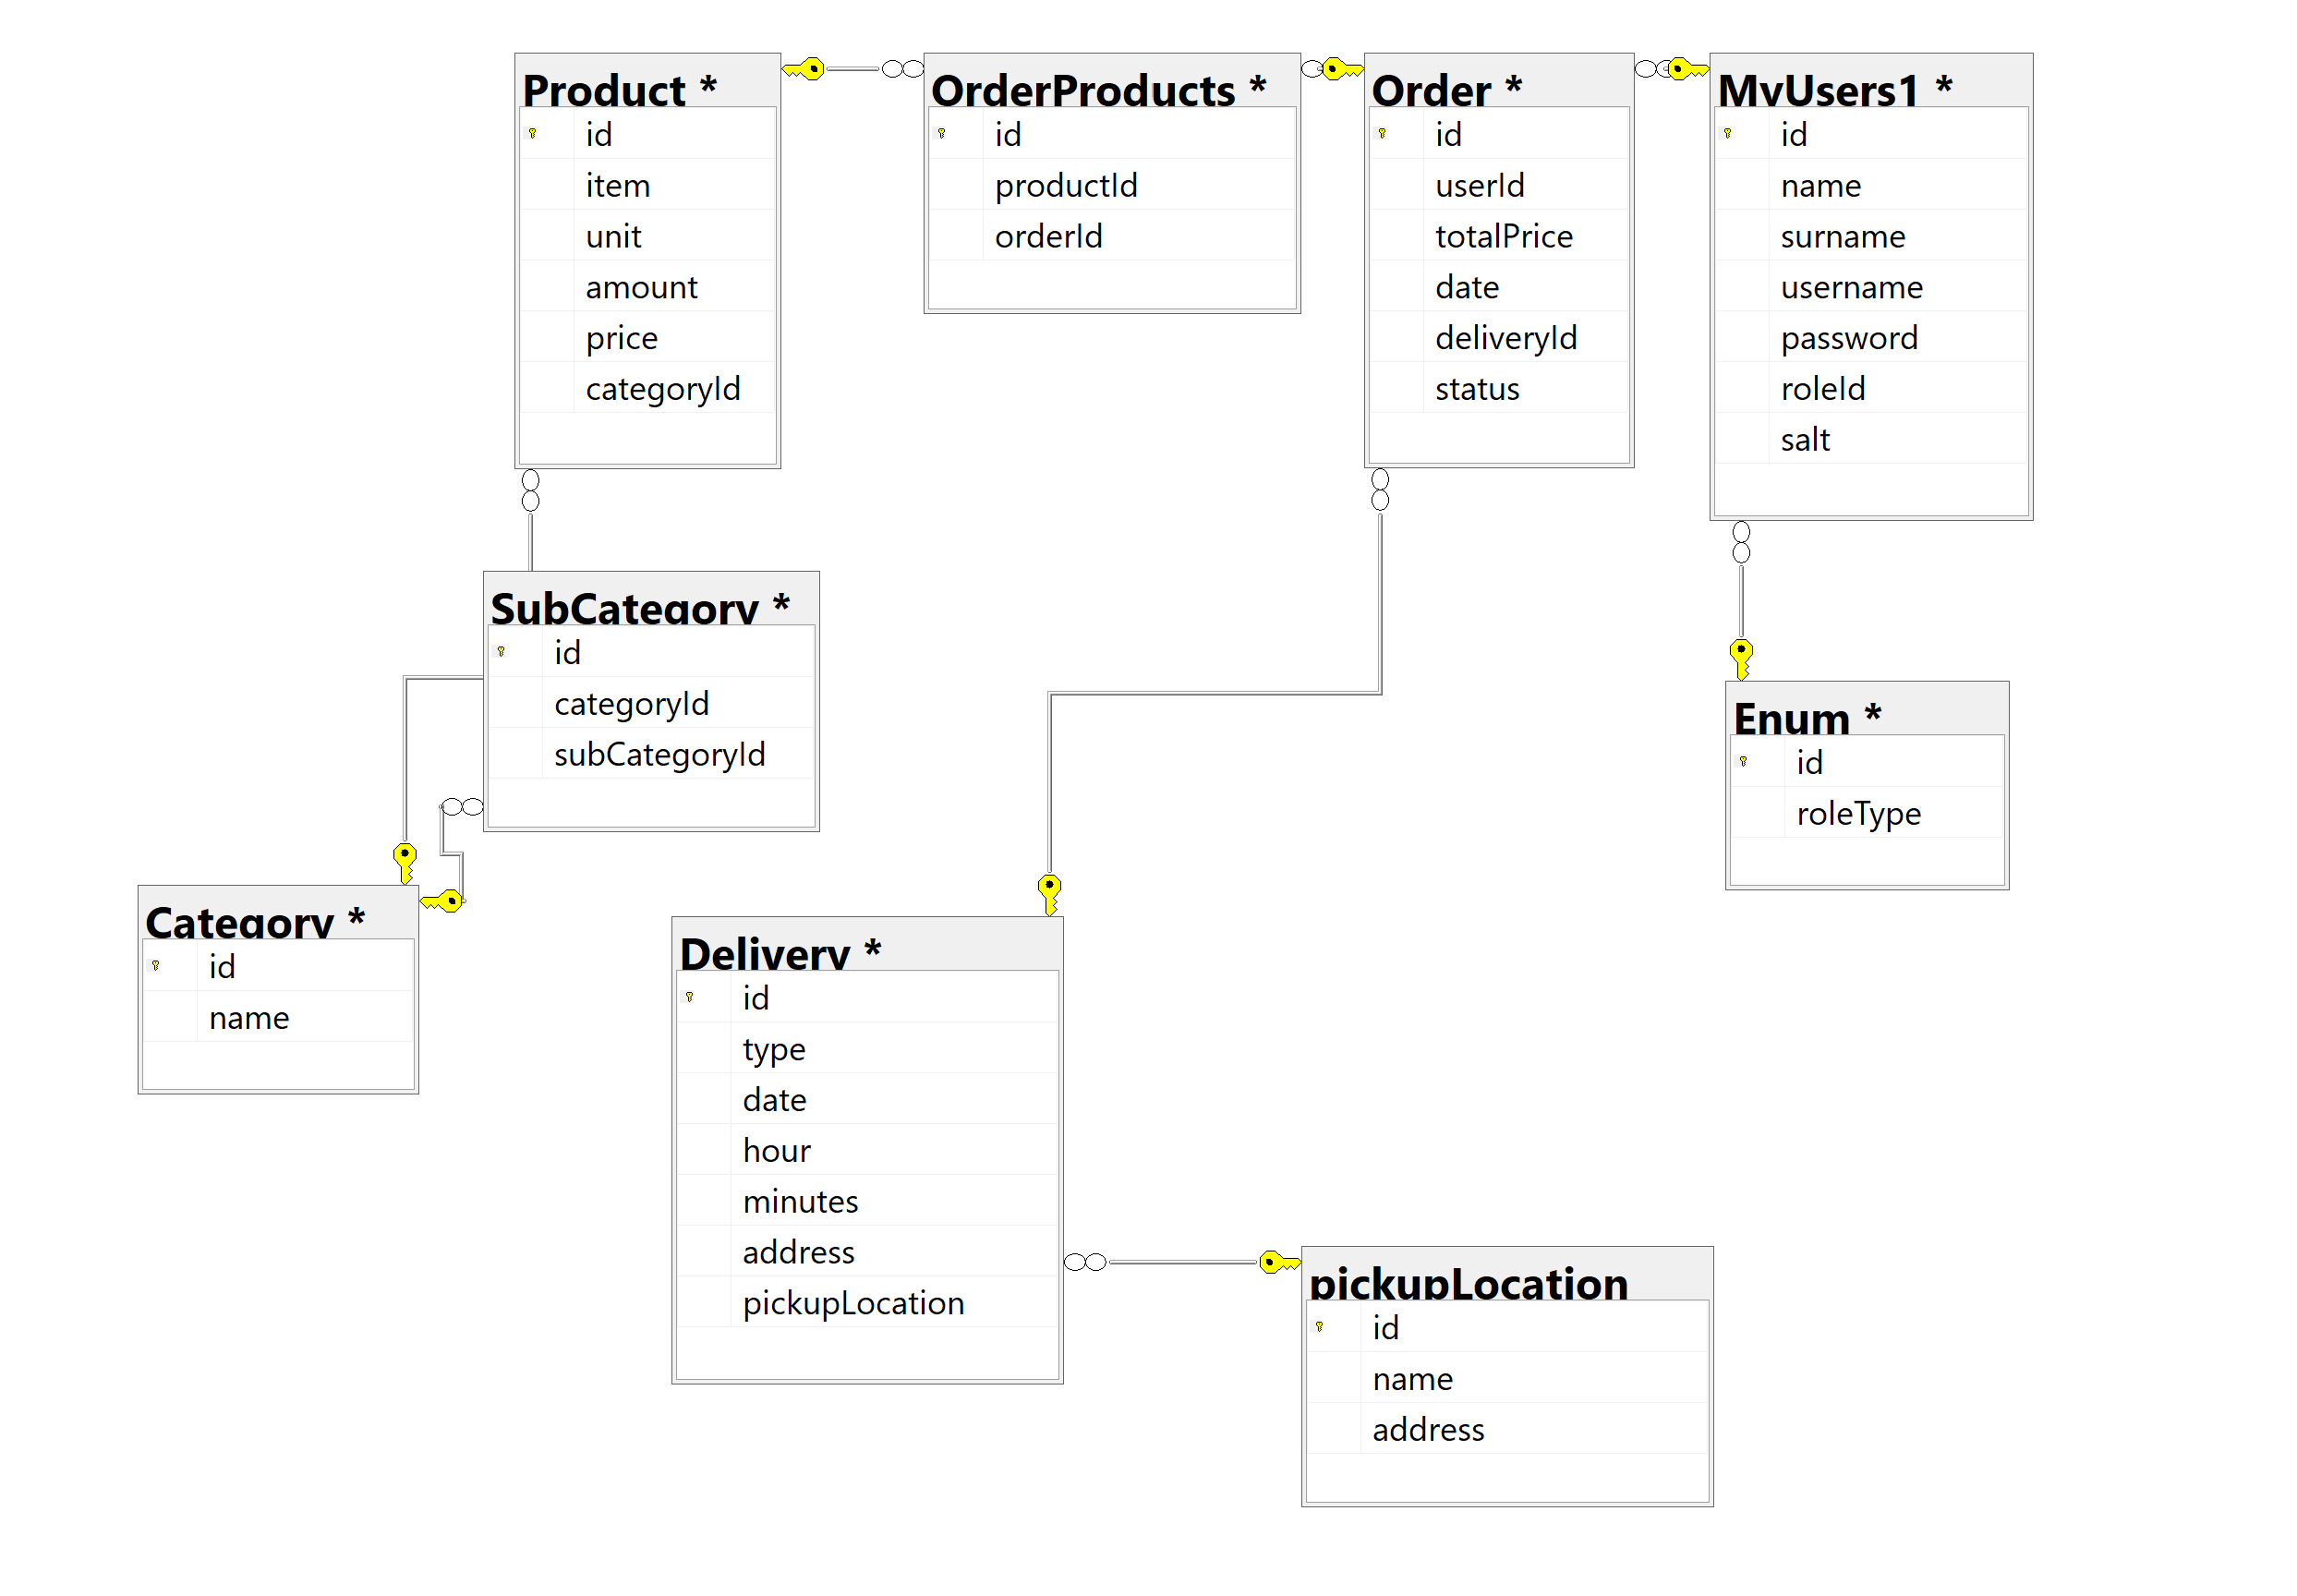 Product *
id
item
unit
amount
price
categoryId
OrderProducts *
id
productId
orderId
Order *
id
userId
totalPrice
date
deliveryId
status
MyUsers1 *
id
name
surname
username
password
roleId
salt
SubCategory *
id
categoryId
subCategoryId
Enum *
id
roleType
Category *
id
name
Delivery *
id
type
date
hour
minutes
address
pickupLocation
pickupLocation
id
name
address